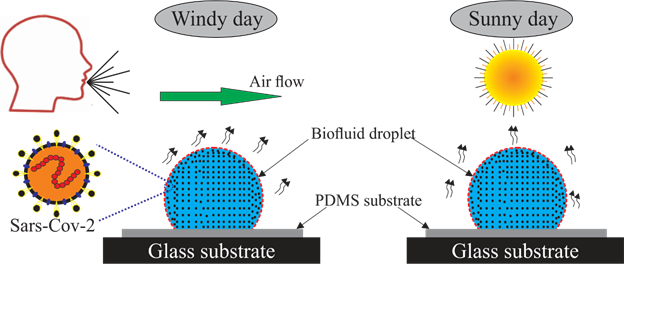 Windy day
Sunny day
Air flow
Biofluid droplet
PDMS substrate
Sars-Cov-2
Glass substrate
Glass substrate